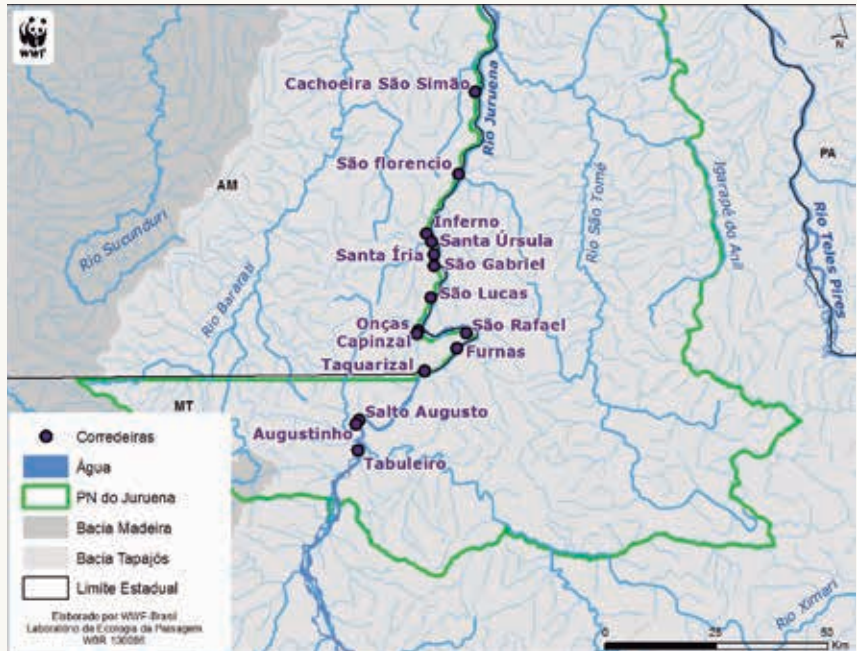 WWF
N
Cachoeira São Simão
Rio Juruena
São florencio
AM
PA
Rio São Tomé
Igarapé do Anil
Rio Sucunduri
Inferno
Santa Úrsula
Santa Íria
São Gabriel
Rio Teles Pires
Rio Bararati
São Lucas
Onças
São Rafael
Capinzal
Furnas
Taquarizal
MT
Salto Augusto
Augustinho
Tabuleiro
Corredeiras
Água
PN do Juruena
Bacia Madeira
Bacia Tapajós
Limite Estadual
Elaborado por WWF-Brasil
Laboratório de Ecologia da Paisagem
Rio Ximari
0 25 50
Km